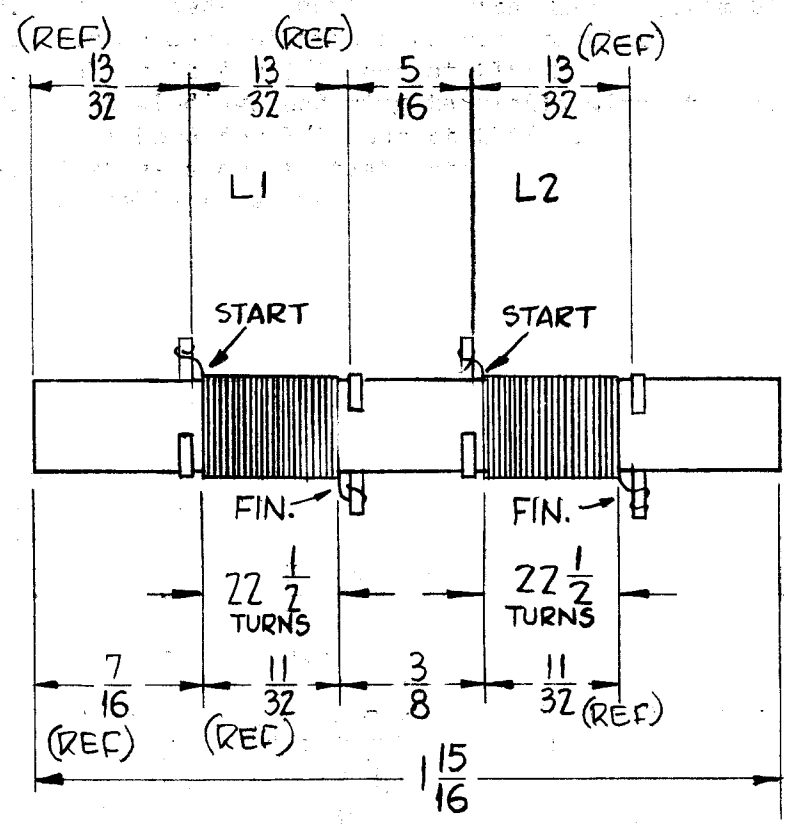 (REF) (REF) (REF)
13/32 13/32 5/16 13/32
L1 L2
START START
FIN. FIN.
22 1/2 22 1/2
TURNS TURNS
7/16 11/32 3/8 11/32
(REF) (REF) (REF)
1 15/16